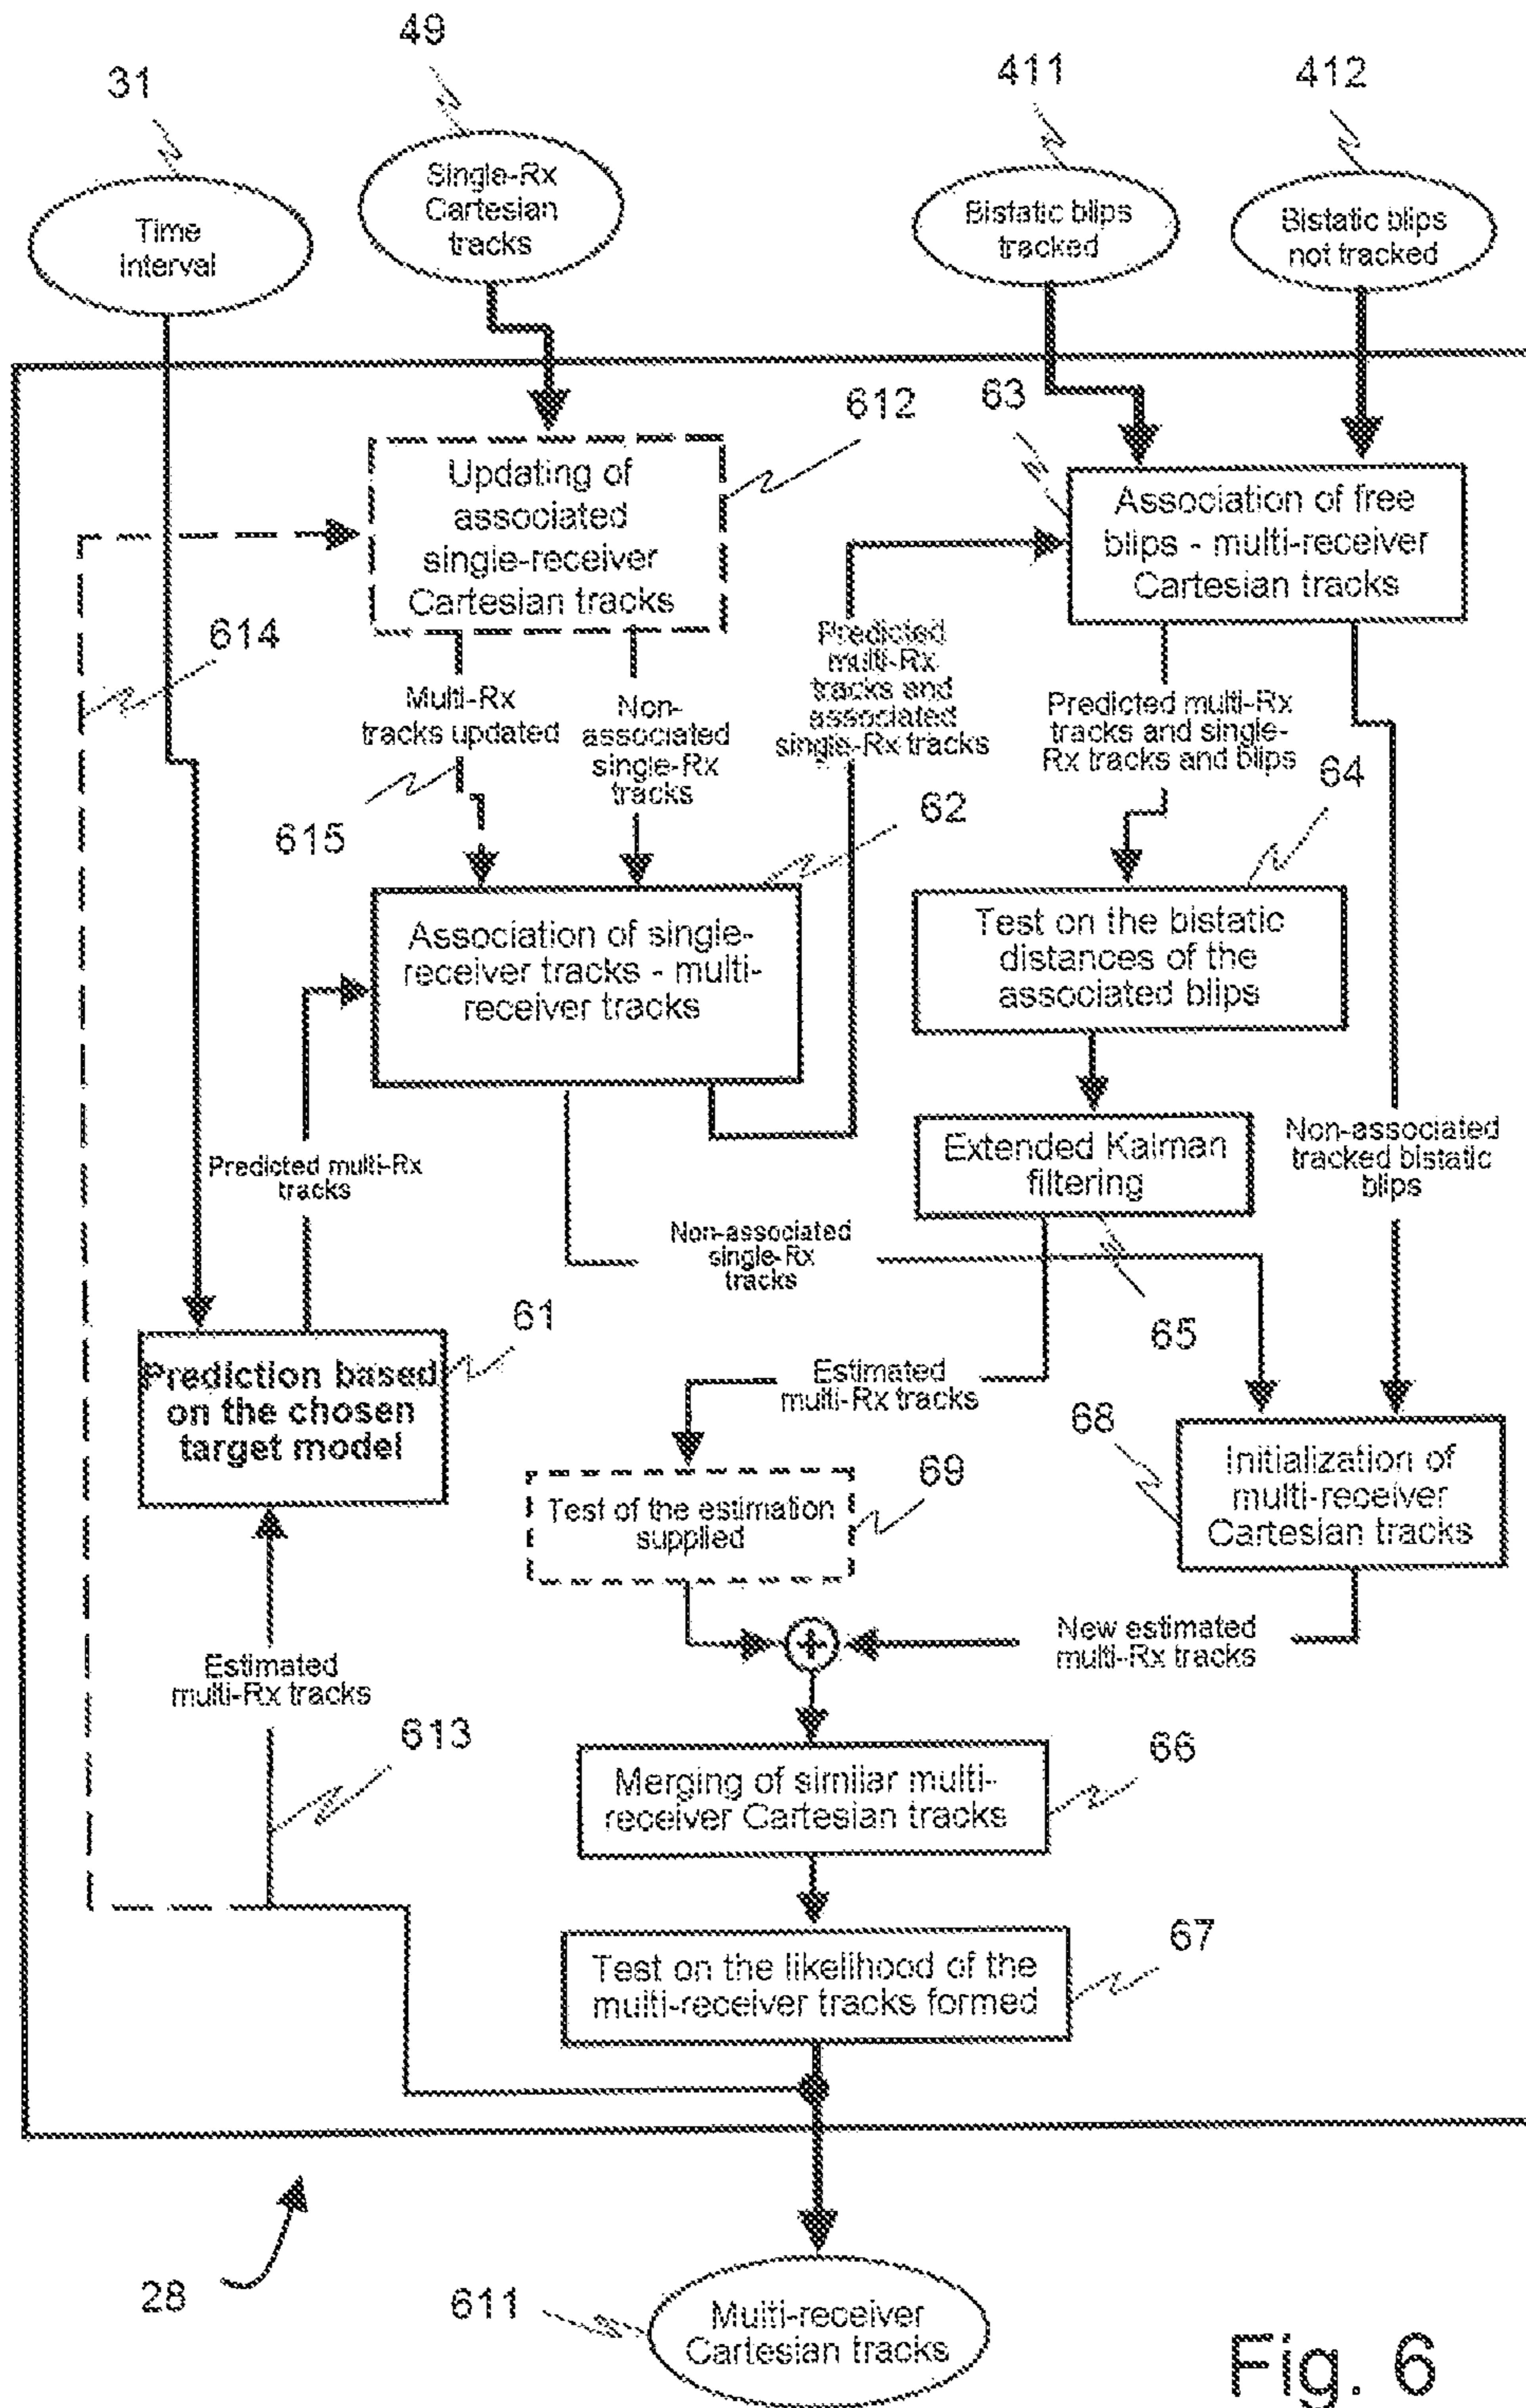 49
31
411
412
Single-Rx
Cartesian
tracks
Time
interval
Bistatic blips
tracked
Bistatic blips
not tracked
612
63
Updating of
associated
single-receiver
Cartesian tracks
Association of free
blips - multi-receiver
Cartesian tracks
614
Multi-Rx
tracks updated
Non-
associated
single-Rx
tracks
Predicted
multi-Rx
tracks and
associated
single-Rx tracks
Predicted multi-Rx
tracks and single-
Rx tracks and blips
64
615
62
Association of single-
receiver tracks - multi-
receiver tracks
Test on the bistatic
distances of the
associated blips
Predicted multi-Rx
tracks
Extended Kalman
filtering
Non-associated
tracked bistatic
blips
Non-associated
single-Rx
tracks
61
65
Prediction based
on the chosen
target model
Estimated
multi-Rx tracks
68
Initialization of
multi-receiver
Cartesian tracks
69
Test of the estimation
supplied
New estimated
multi-Rx tracks
Estimated
multi-Rx tracks
613
66
Merging of similar multi-
receiver Cartesian tracks
67
Test on the likelihood of the
multi-receiver tracks formed
28
611
Multi-receiver
Cartesian tracks
Fig. 6